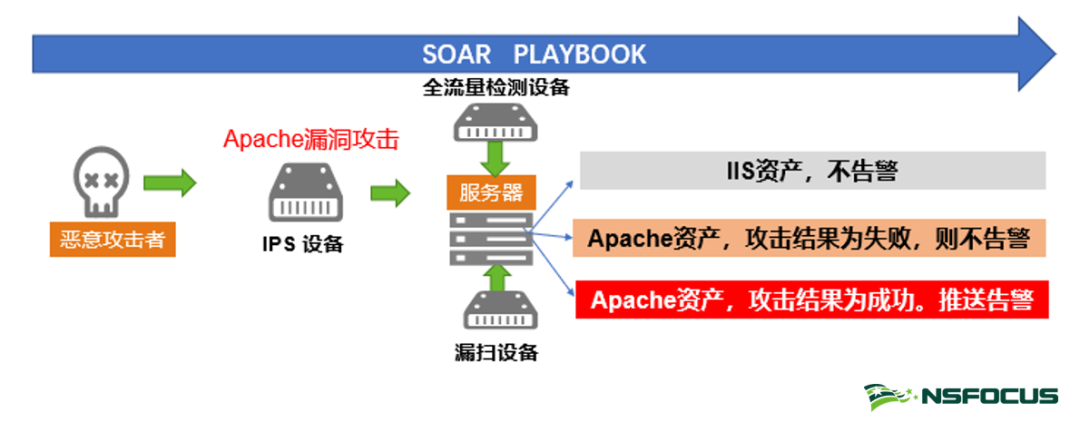 SOAR PLAYBOOK
全流量检测设备
Apache漏洞攻击
恶意攻击者
IPS 设备
服务器
漏扫设备
IIS资产，不告警
Apache资产，攻击结果为失败，则不告警
Apache资产，攻击结果为成功。推送告警
NSFOCUS